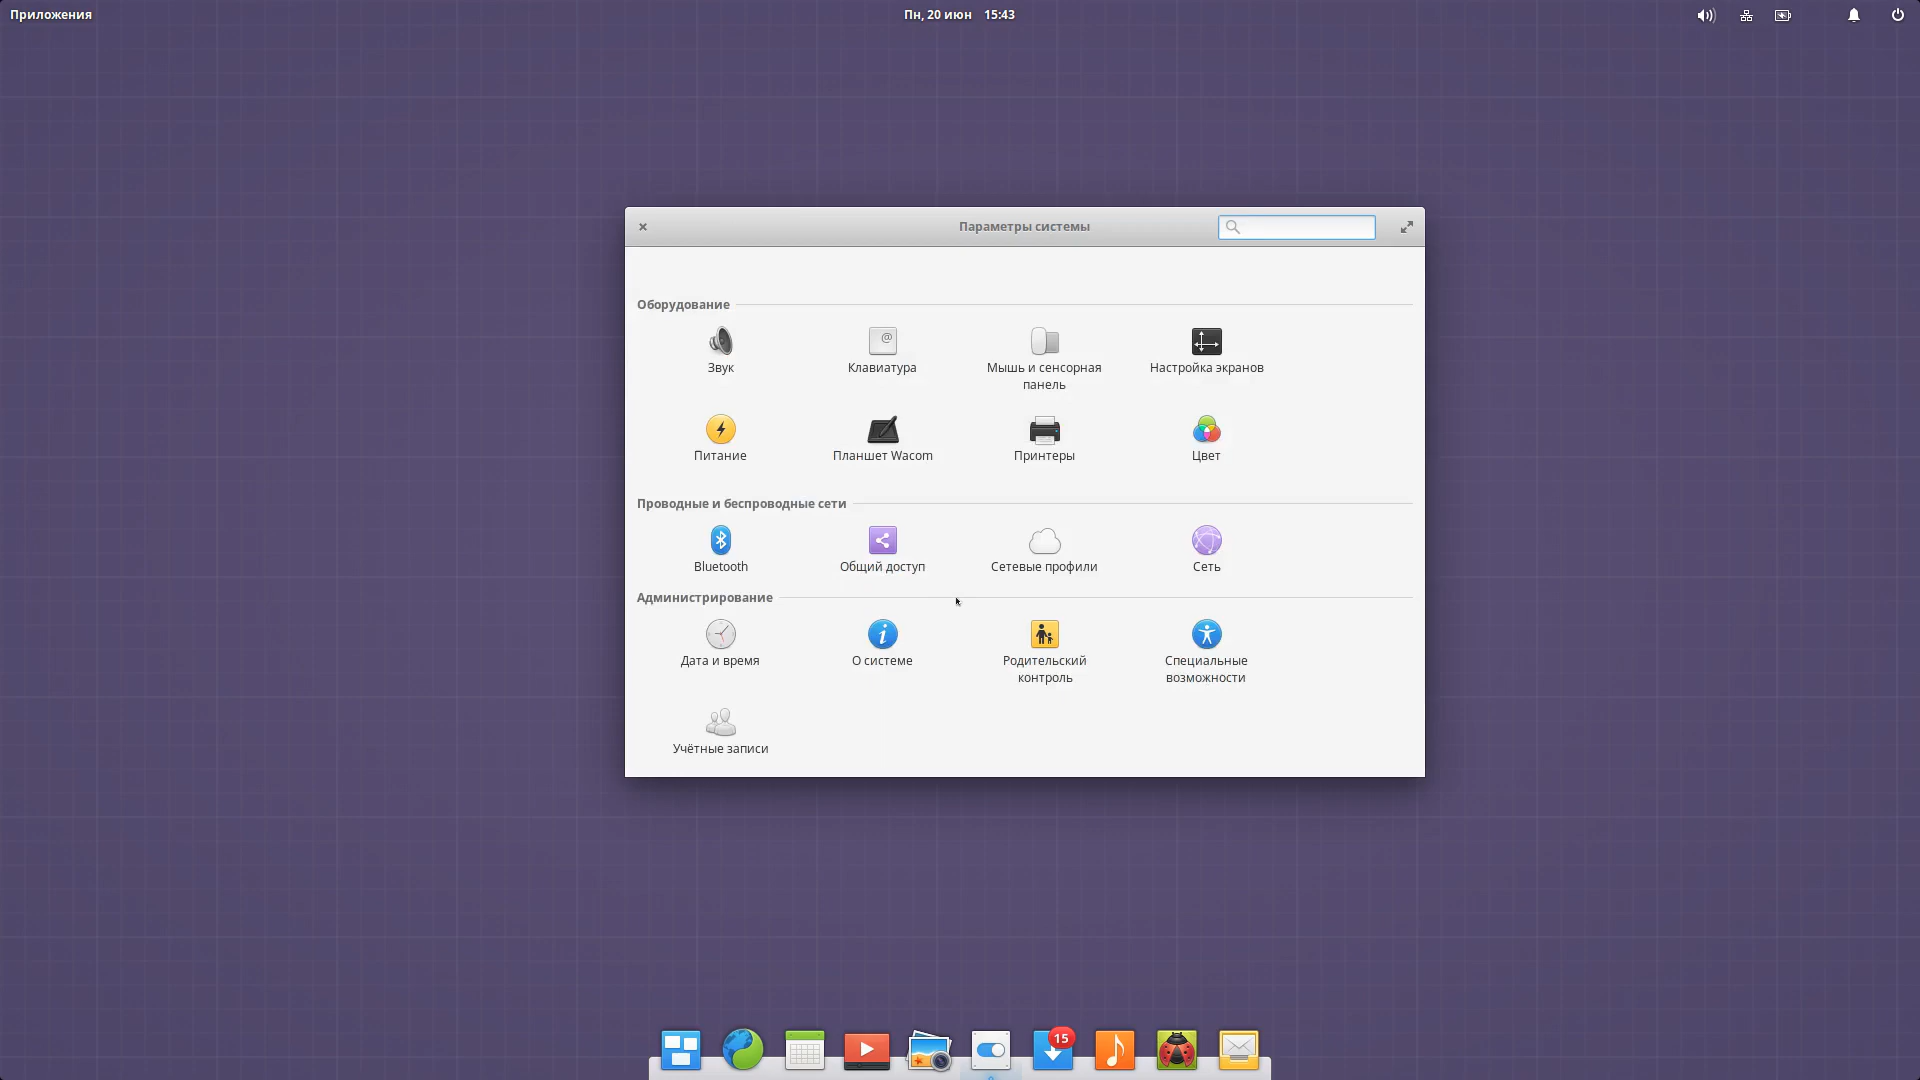 Приложения
Пн, 20 июн 15:43
Параметры системы
Оборудование
Звук
Клавиатура
Мышь и сенсорная
панель
Настройка экранов
Питание
Планшет Wacom
Принтеры
Цвет
Проводные и беспроводные сети
Bluetooth
Общий доступ
Сетевые профили
Сеть
Администрирование
Дата и время
О системе
Родительский
контроль
Специальные
возможности
Учётные записи
15